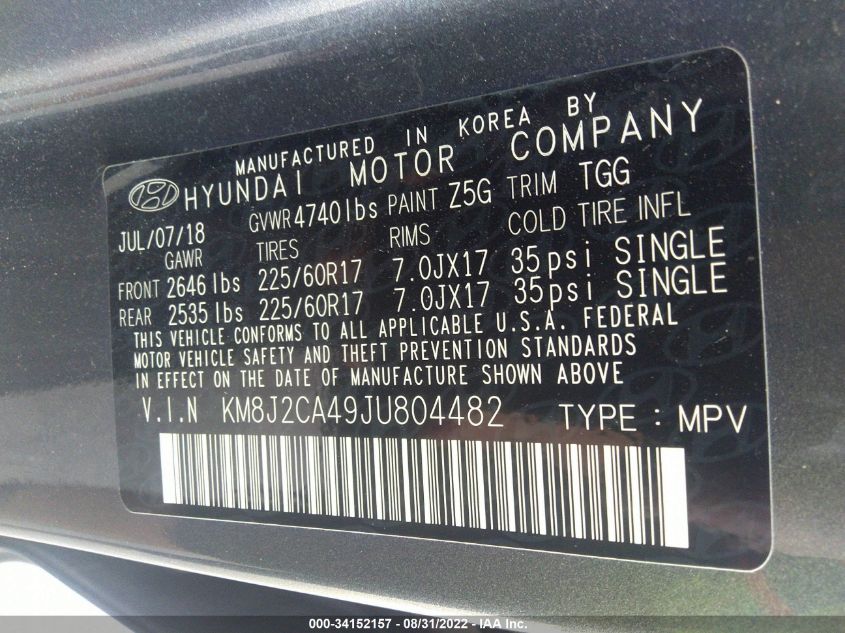 MANUFACTURED IN KOREA BY
HYUNDAI MOTOR COMPANY
JUL/07/18 GVWR 4740 lbs PAINT Z5G TRIM TGG
GAWR TIRES RIMS COLD TIRE INFL
FRONT 2646 lbs 225/60R17 7.0JX17 35psi SINGLE
REAR 2535 lbs 225/60R17 7.0JX17 35psi SINGLE
THIS VEHICLE CONFORMS TO ALL APPLICABLE U.S.A. FEDERAL
MOTOR VEHICLE SAFETY AND THEFT PREVENTION STANDARDS
IN EFFECT ON THE DATE OF MANUFACTURE SHOWN ABOVE
V.I.N KM8J2CA49JU804482 TYPE : MPV
000-34152157 - 08/31/2022 - IAA Inc.